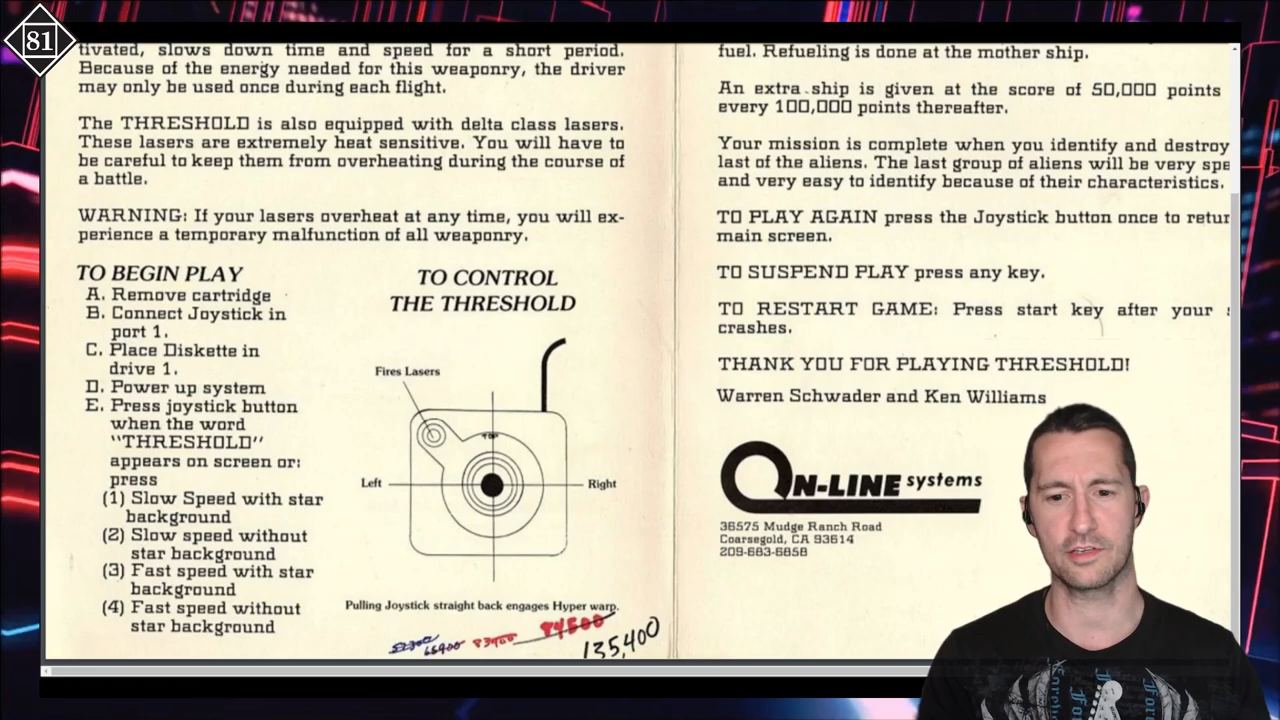 81
tivated, slows down time and speed for a short period.
Because of the energy needed for this weaponry, the driver
may only be used once during each flight.
The THRESHOLD is also equipped with delta class lasers.
These lasers are extremely heat sensitive. You will have to
be careful to keep them from overheating during the course of
a battle.
WARNING: If your lasers overheat at any time, you will ex-
perience a temporary malfunction of all weaponry.
TO BEGIN PLAY
A. Remove cartridge
B. Connect Joystick in
port 1.
C. Place Diskette in
drive 1.
D. Power up system
E. Press joystick button
when the word
"THRESHOLD"
appears on screen or:
press
(1) Slow Speed with star
background
(2) Slow speed without
star background
(3) Fast speed with star
background
(4) Fast speed without
star background
TO CONTROL
THE THRESHOLD
Fires Lasers
TOP
Left
Right
Pulling Joystick straight back engages Hyper warp.
65900 83400 84500
135,400
fuel. Refueling is done at the mother ship.
An extra ship is given at the score of 50,000 points
every 100,000 points thereafter.
Your mission is complete when you identify and destroy
last of the aliens. The last group of aliens will be very spe
and very easy to identify because of their characteristics.
TO PLAY AGAIN press the Joystick button once to retur
main screen.
TO SUSPEND PLAY press any key.
TO RESTART GAME: Press start key after your s
crashes.
THANK YOU FOR PLAYING THRESHOLD!
Warren Schwader and Ken Williams
ON-LINE systems
36575 Mudge Ranch Road
Coarsegold, CA 93614
209-683-6858